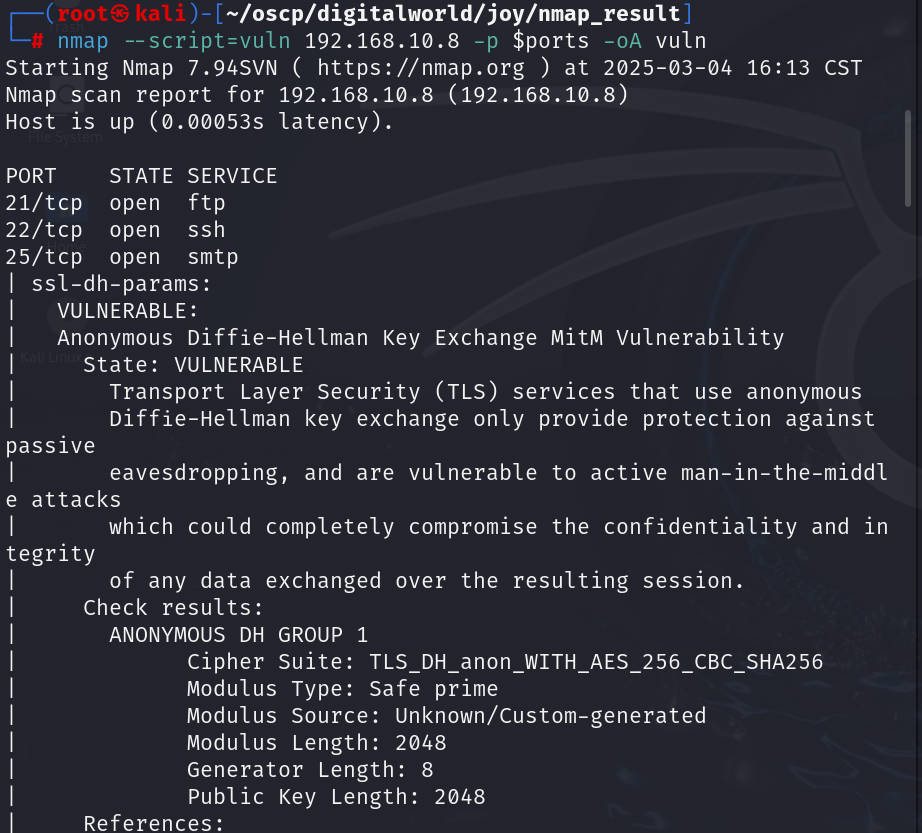 ┌──(root㉿kali)-[~/oscp/digitalworld/joy/nmap_result]
└─# nmap --script=vuln 192.168.10.8 -p $ports -oA vuln
Starting Nmap 7.94SVN ( https://nmap.org ) at 2025-03-04 16:13 CST
Nmap scan report for 192.168.10.8 (192.168.10.8)
Host is up (0.00053s latency).
File System
PORT    STATE SERVICE
21/tcp  open  ftp
22/tcp  open  ssh
25/tcp  open  smtp
| ssl-dh-params:
|   VULNERABLE:
|   Anonymous Diffie-Hellman Key Exchange MitM Vulnerability
Kali Linux
|     State: VULNERABLE
|       Transport Layer Security (TLS) services that use anonymous
|       Diffie-Hellman key exchange only provide protection against
passive
|       eavesdropping, and are vulnerable to active man-in-the-middl
e attacks
|       which could completely compromise the confidentiality and in
tegrity
|       of any data exchanged over the resulting session.
|     Check results:
|       ANONYMOUS DH GROUP 1
|             Cipher Suite: TLS_DH_anon_WITH_AES_256_CBC_SHA256
|             Modulus Type: Safe prime
|             Modulus Source: Unknown/Custom-generated
|             Modulus Length: 2048
|             Generator Length: 8
|             Public Key Length: 2048
|     References: